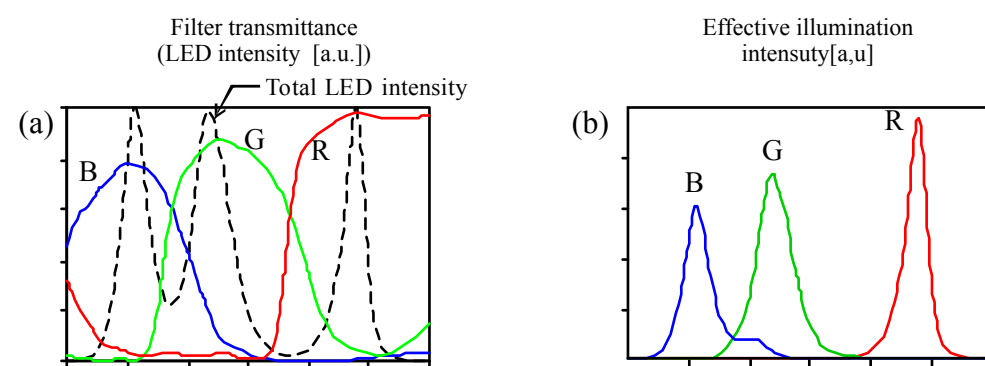 Filter transmittance
(LED intensity [a.u.])
Total LED intensity
(a)
B
G
R
Effective illumination
intensuty[a,u]
(b)
B
G
R